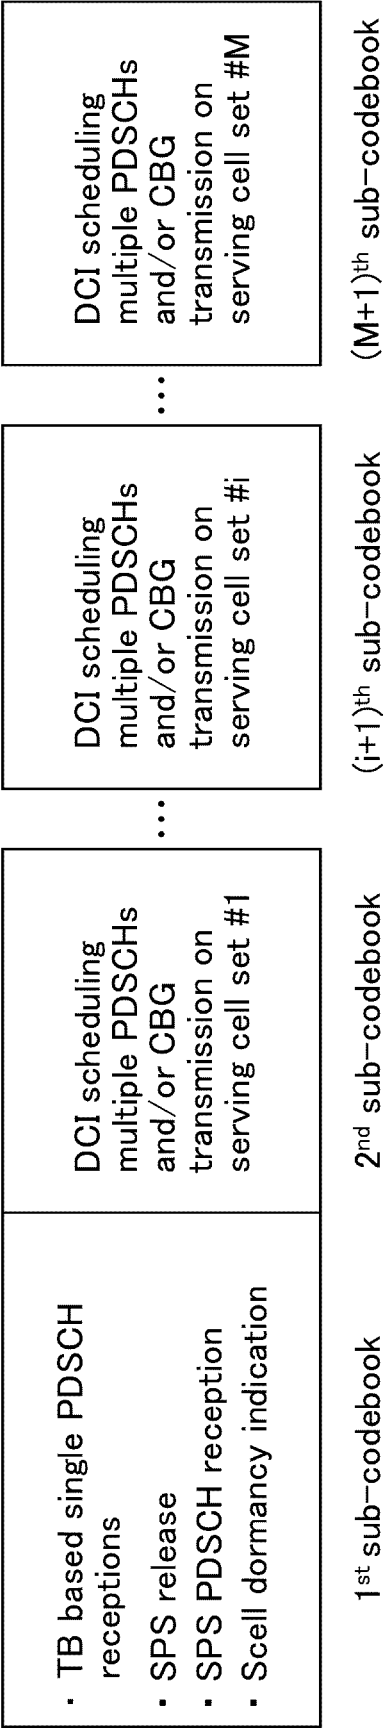 · TB based single PDSCH
receptions
· SPS release
· SPS PDSCH reception
· Scell dormancy indication
1st sub-codebook
DCI scheduling
multiple PDSCHs
and/or CBG
transmission on
serving cell set #1
2nd sub-codebook
...
DCI scheduling
multiple PDSCHs
and/or CBG
transmission on
serving cell set #i
(i+1)th sub-codebook
...
DCI scheduling
multiple PDSCHs
and/or CBG
transmission on
serving cell set #M
(M+1)th sub-codebook